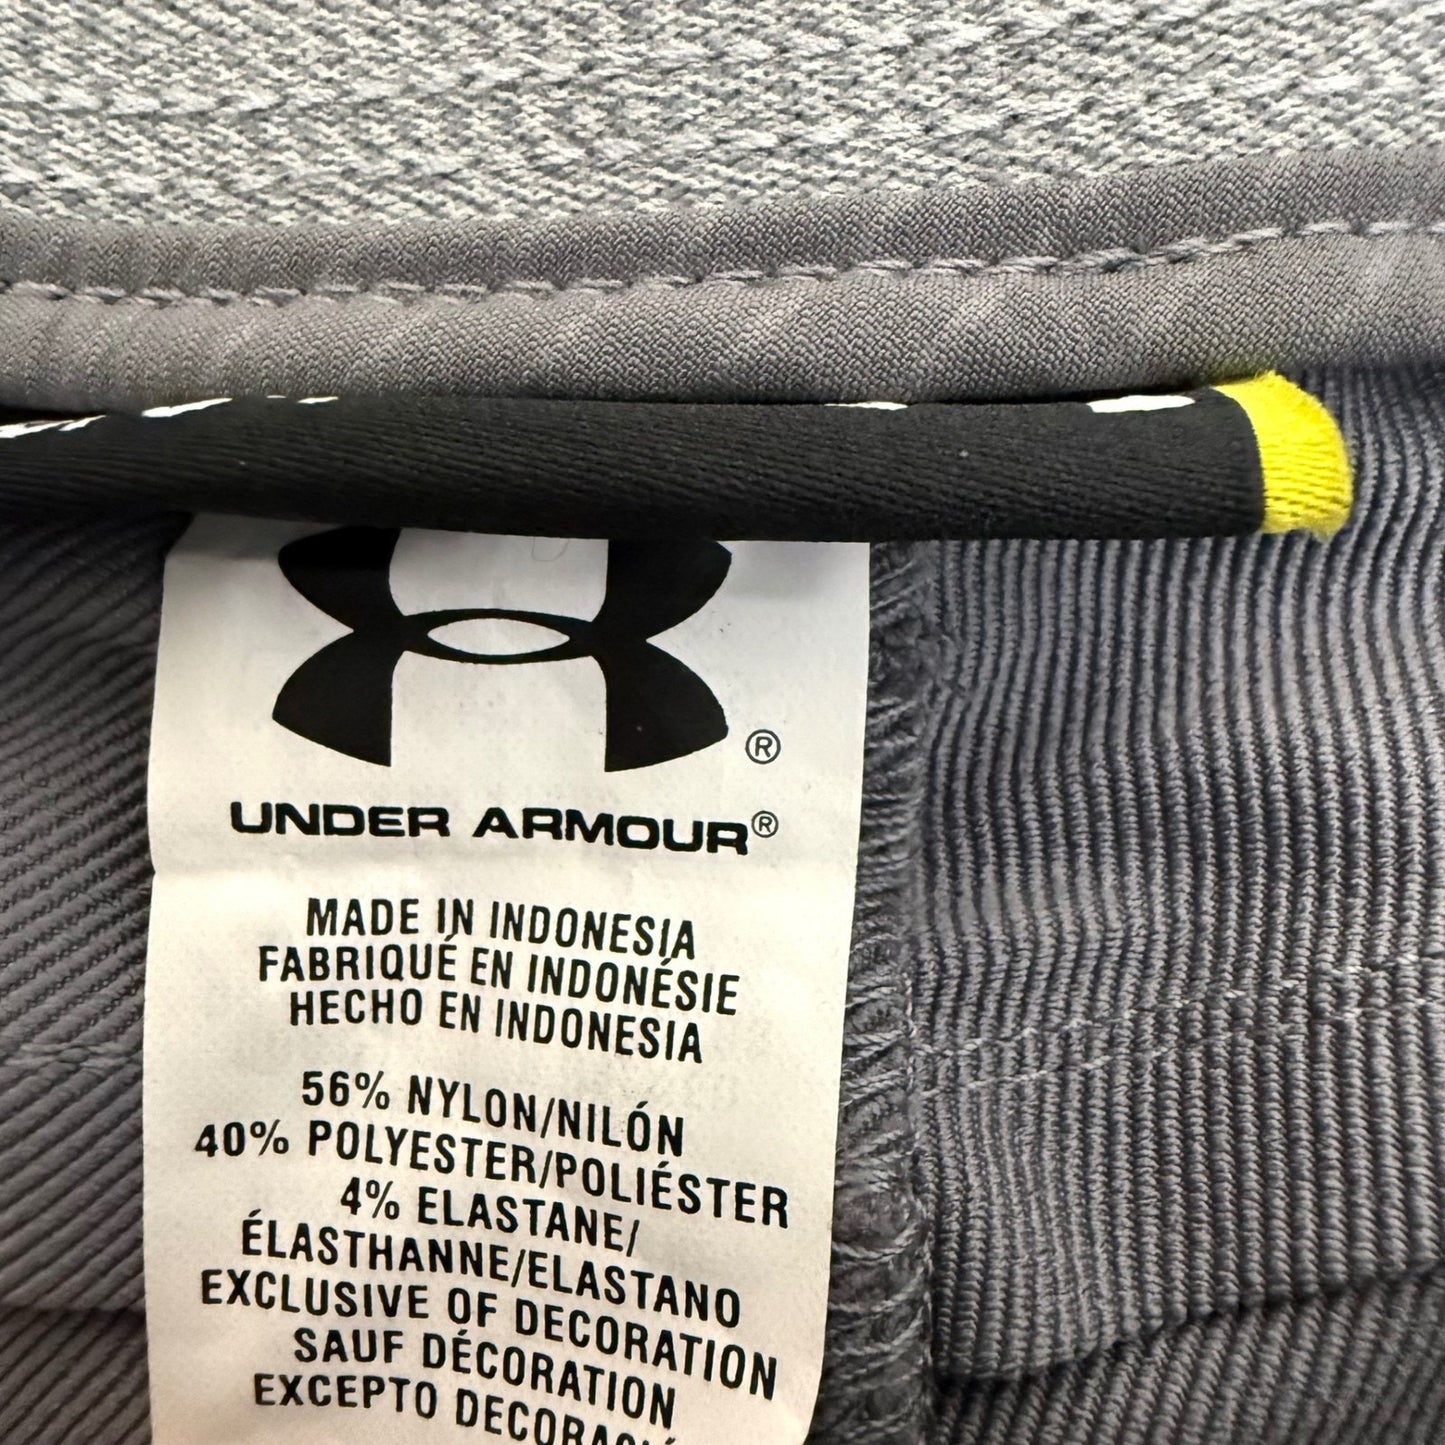 ®
UNDER ARMOUR®
MADE IN INDONESIA
FABRIQUÉ EN INDONÉSIE
HECHO EN INDONESIA
56% NYLON/NILÓN
40% POLYESTER/POLIÉSTER
4% ELASTANE/
ÉLASTHANNE/ELASTANO
EXCLUSIVE OF DECORATION
SAUF DÉCORATION
EXCEPTO